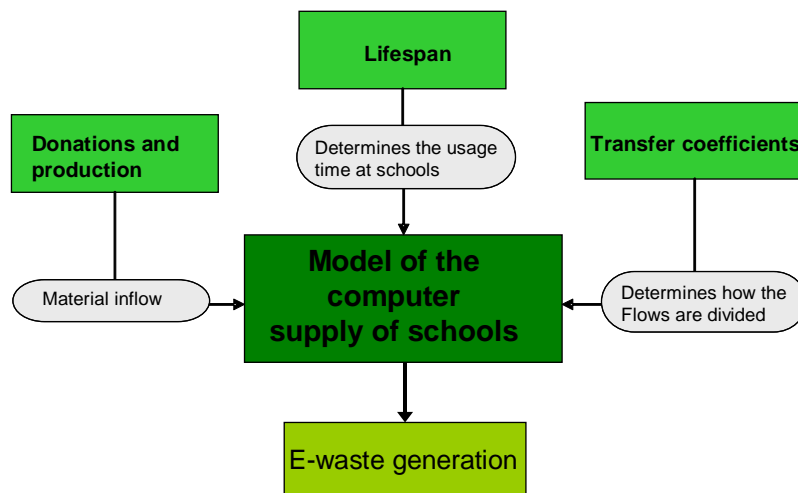 Lifespan
Donations and
production
Determines the usage
time at schools
Transfer coefficients
Model of the
computer
supply of schools
Material inflow
Determines how the
Flows are divided
E-waste generation